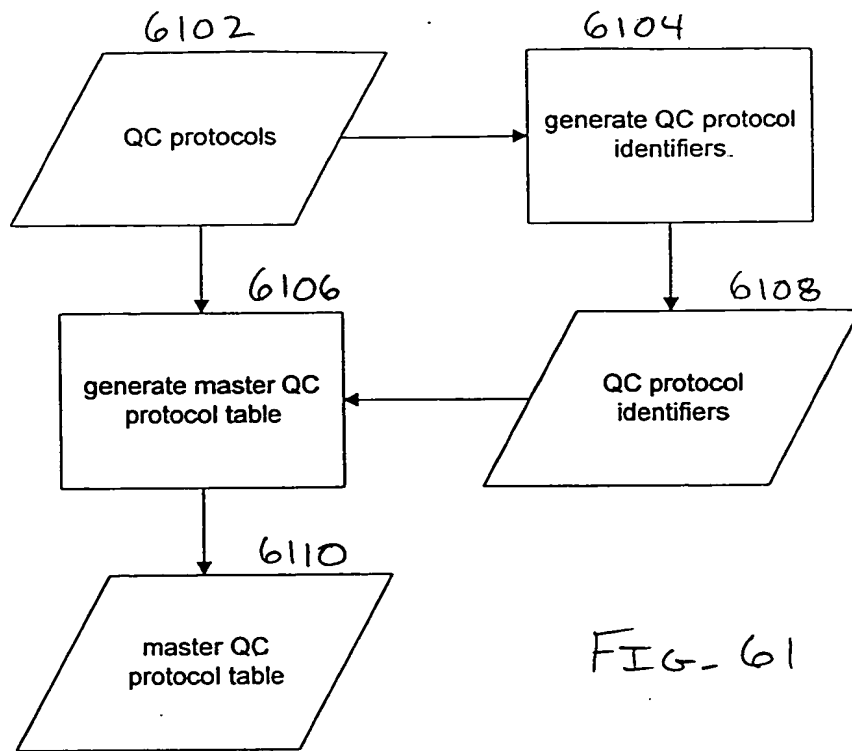 6102
6104
QC protocols
generate QC protocol
identifiers.
6106
6108
generate master QC
protocol table
QC protocol
identifiers
6110
master QC
protocol table
FIG- 61